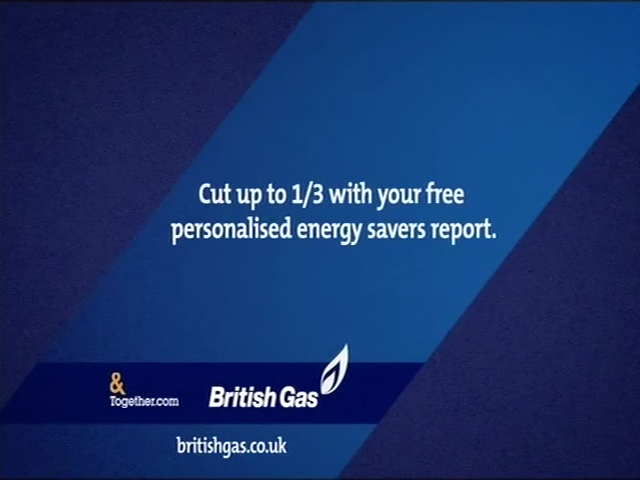 Cut up to 1/3 with your free
personalised energy savers report.
&
Together.com
British Gas
britishgas.co.uk